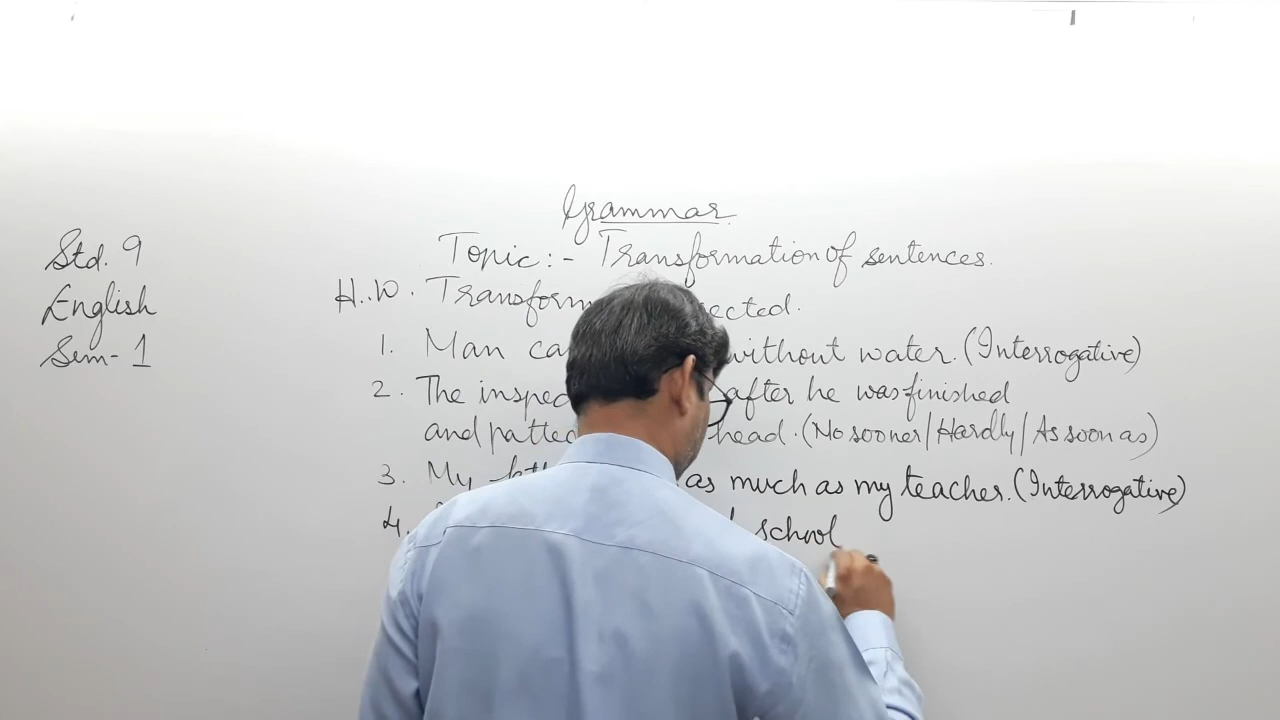 Grammar.
Std. 9
English
Sem-1
Topic:- Transformation of sentences.
H.W. Transform ected.
1. Man ca without water. (Interrogative)
2. The inspec after he was finished
and patted head. (No sooner/Hardly/As soon as)
3. My as much as my teacher. (Interrogative)
4. school